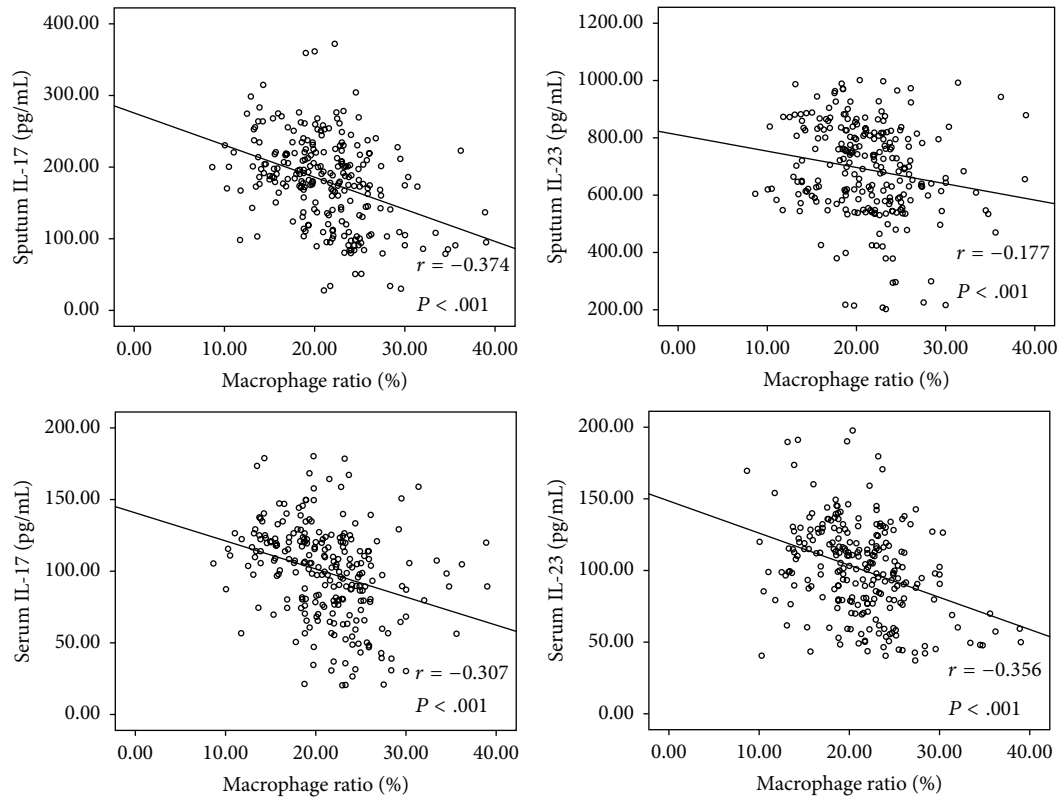 400.00
300.00
200.00
100.00
0.00
Sputum IL-17 (pg/mL)
r = −0.374
P < .001
0.00 10.00 20.00 30.00 40.00
Macrophage ratio (%)
1200.00
1000.00
800.00
600.00
400.00
200.00
Sputum IL-23 (pg/mL)
r = −0.177
P < .001
0.00 10.00 20.00 30.00 40.00
Macrophage ratio (%)
200.00
150.00
100.00
50.00
0.00
Serum IL-17 (pg/mL)
r = −0.307
P < .001
0.00 10.00 20.00 30.00 40.00
Macrophage ratio (%)
200.00
150.00
100.00
50.00
0.00
Serum IL-23 (pg/mL)
r = −0.356
P < .001
0.00 10.00 20.00 30.00 40.00
Macrophage ratio (%)